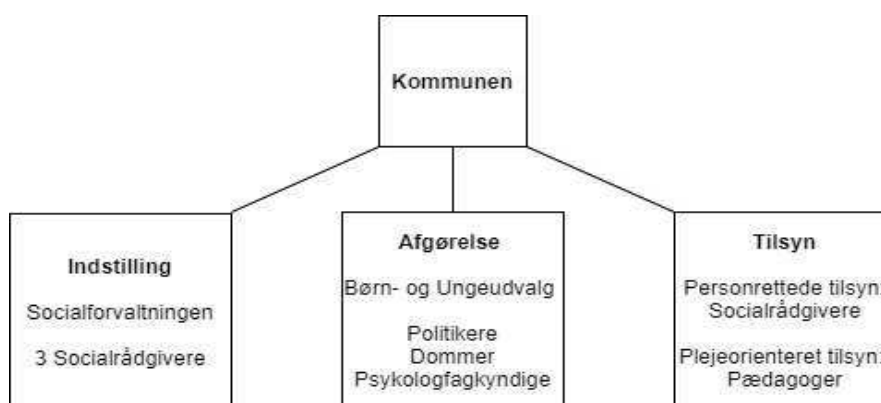 Kommunen
Indstilling
Socialforvaltningen
3 Socialrådgivere
Afgørelse
Børn- og Ungeudvalg
Politikere
Dommer
Psykologfagkyndige
Tilsyn
Personrettede tilsyn:
Socialrådgivere
Plejeorienteret tilsyn:
Pædagoger